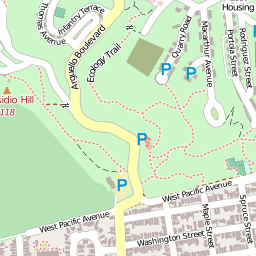 Housing
Thomas Avenue
Infantry Terrace
Arguello Boulevard
Ecology Trail
Quarry Road
Macarthur Avenue
Rodriguez Street
Portola Street
P
P
sidio Hill
118
P
P
West Pacific Avenue
West Pacific Avenue
Maple Street
Spruce Street
Washington Street